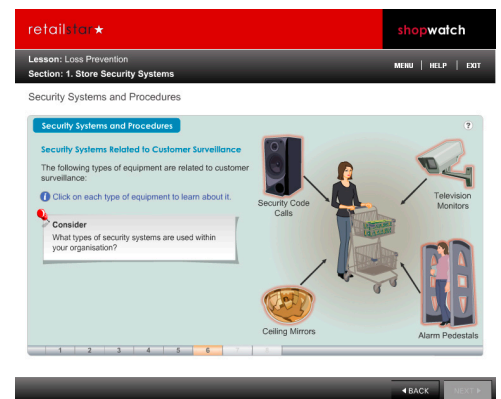 retailstar★
shopwatch
Lesson: Loss Prevention
Section: 1. Store Security Systems
MENU | HELP | EXIT
Security Systems and Procedures
Security Systems and Procedures
?
Security Systems Related to Customer Surveillance
The following types of equipment are related to customer
surveillance:
i Click on each type of equipment to learn about it.
Consider
What types of security systems are used within
your organisation?
Security Code
Calls
Television
Monitors
Ceiling Mirrors
Alarm Pedestals
1 2 3 4 5 6 7 8
◄ BACK
NEXT ►